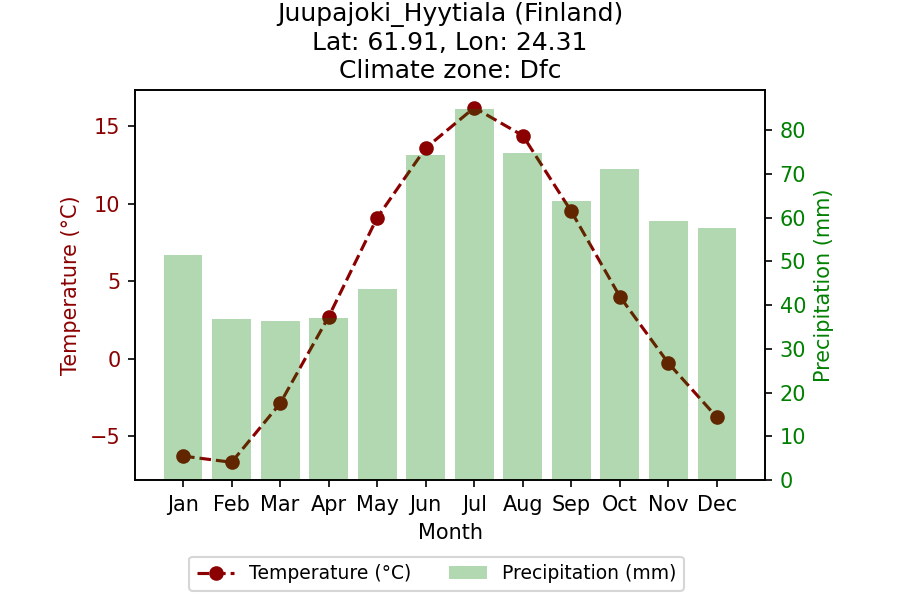 Juupajoki_Hyytiala (Finland)
Lat: 61.91, Lon: 24.31
Climate zone: Dfc
Temperature (°C)
15
10
5
0
−5
80
70
60
50
40
30
20
10
0
Precipitation (mm)
Jan Feb Mar Apr May Jun Jul Aug Sep Oct Nov Dec
Month
Temperature (°C) Precipitation (mm)